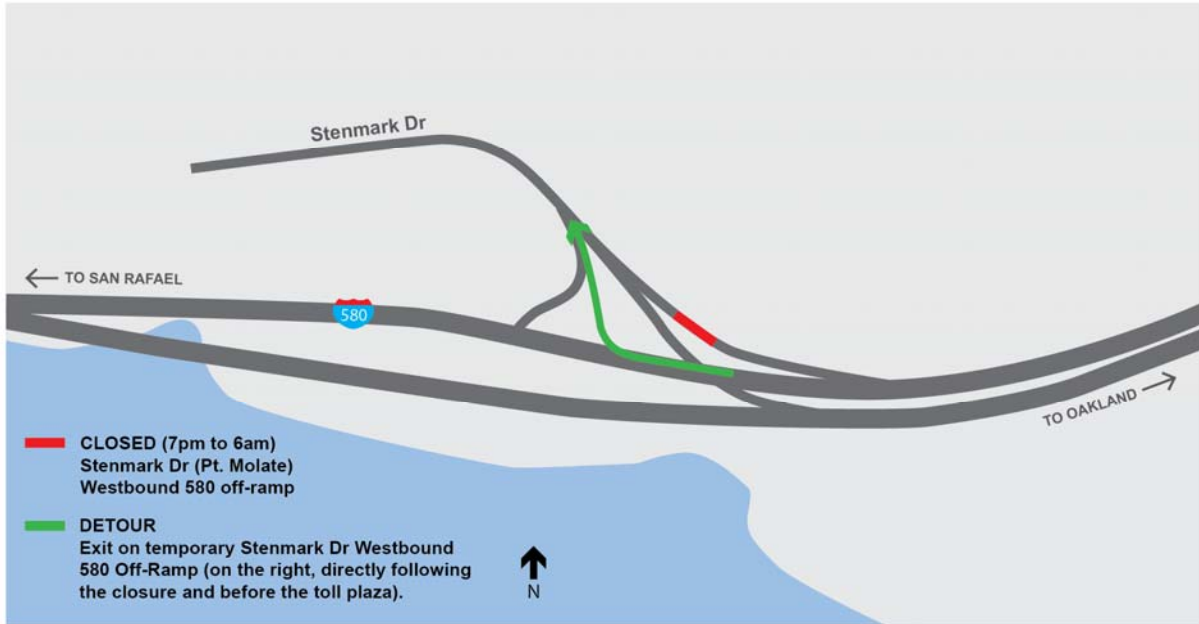 Stenmark Dr
TO SAN RAFAEL
580
TO OAKLAND
CLOSED (7pm to 6am)
Stenmark Dr (Pt. Molate)
Westbound 580 off-ramp
DETOUR
Exit on temporary Stenmark Dr Westbound
580 Off-Ramp (on the right, directly following
the closure and before the toll plaza).
N